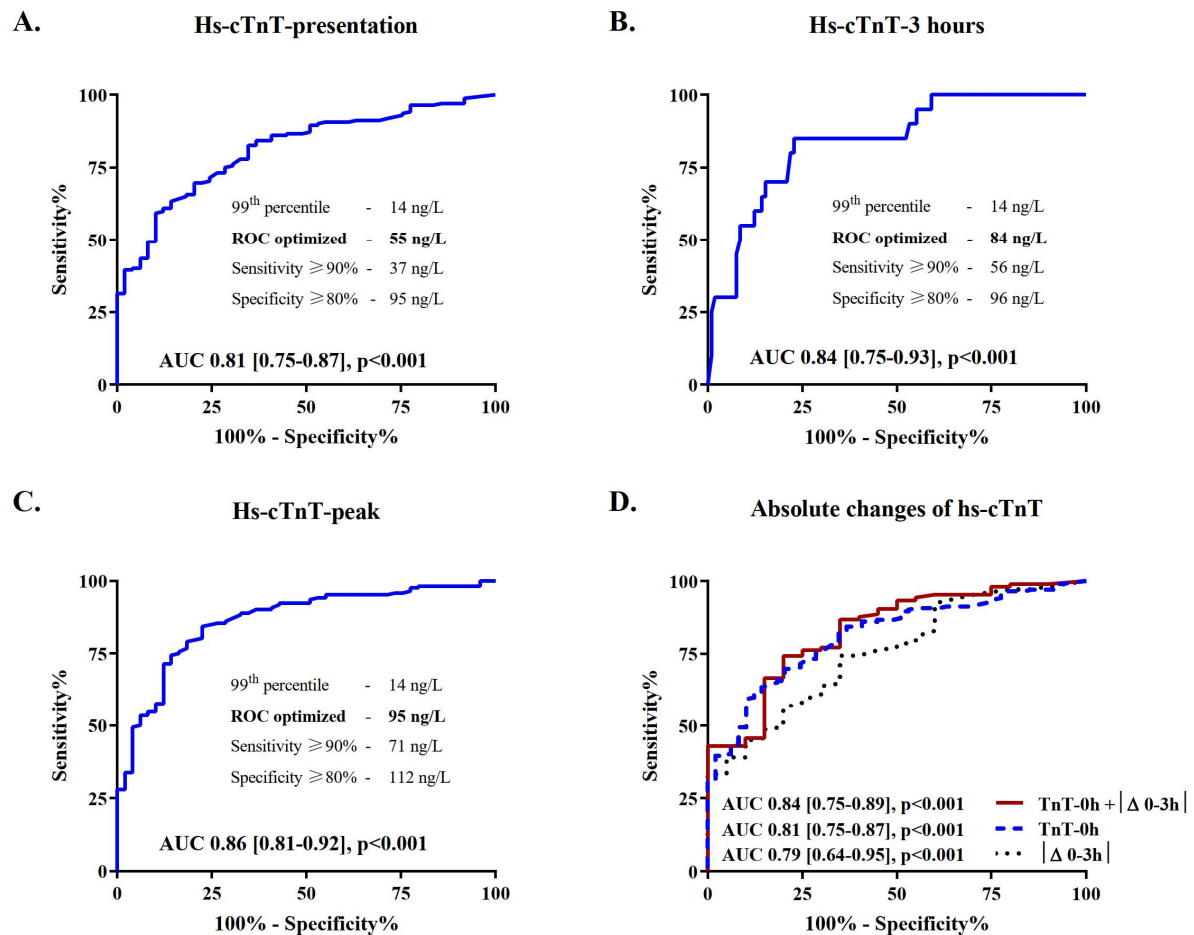 A.
Hs-cTnT-presentation
100
75
50
25
0
Sensitivity%
99th percentile - 14 ng/L
ROC optimized - 55 ng/L
Sensitivity ≥90% - 37 ng/L
Specificity ≥80% - 95 ng/L
AUC 0.81 [0.75-0.87], p<0.001
0 25 50 75 100
100% - Specificity%
B.
Hs-cTnT-3 hours
100
75
50
25
0
Sensitivity%
99th percentile - 14 ng/L
ROC optimized - 84 ng/L
Sensitivity ≥90% - 56 ng/L
Specificity ≥80% - 96 ng/L
AUC 0.84 [0.75-0.93], p<0.001
0 25 50 75 100
100% - Specificity%
C.
Hs-cTnT-peak
100
75
50
25
0
Sensitivity%
99th percentile - 14 ng/L
ROC optimized - 95 ng/L
Sensitivity ≥90% - 71 ng/L
Specificity ≥80% - 112 ng/L
AUC 0.86 [0.81-0.92], p<0.001
0 25 50 75 100
100% - Specificity%
D.
Absolute changes of hs-cTnT
100
75
50
25
0
Sensitivity%
AUC 0.84 [0.75-0.89], p<0.001 TnT-0h + |Δ 0-3h|
AUC 0.81 [0.75-0.87], p<0.001 TnT-0h
AUC 0.79 [0.64-0.95], p<0.001 |Δ 0-3h|
0 25 50 75 100
100% - Specificity%